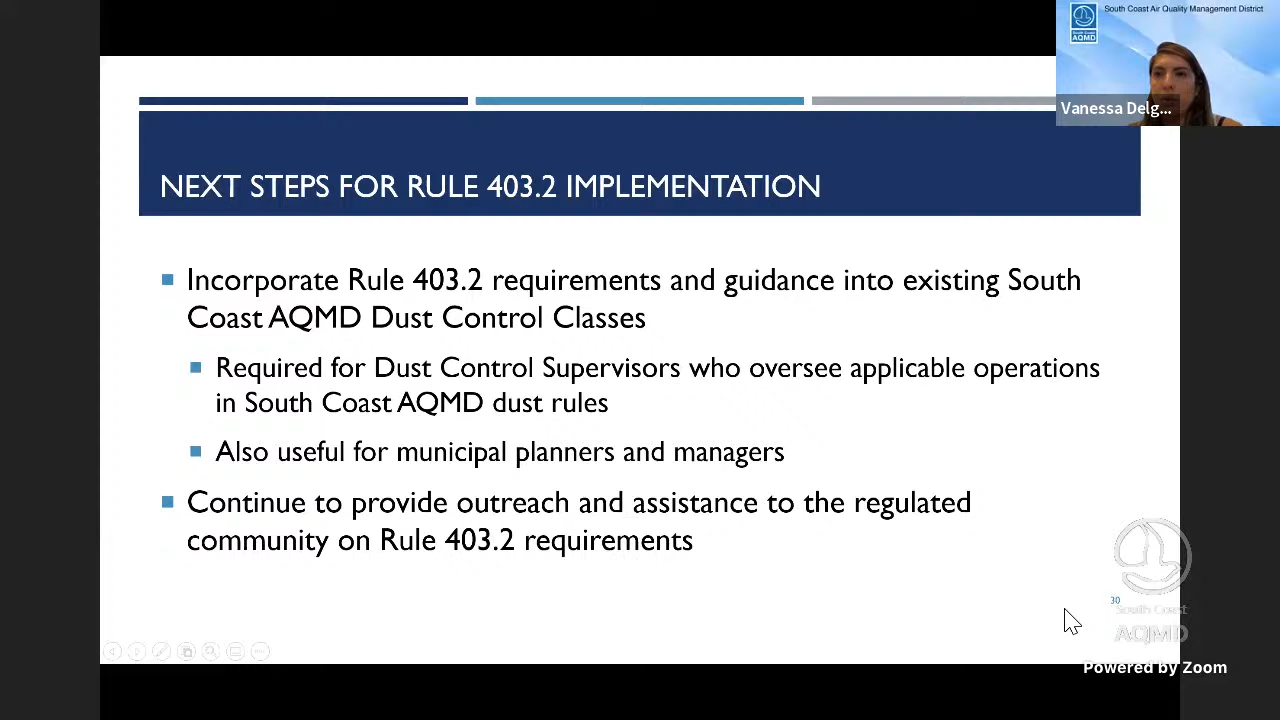 South Coast Air Quality Management District
South Coast
AQMD
Vanessa Delg...
NEXT STEPS FOR RULE 403.2 IMPLEMENTATION
Incorporate Rule 403.2 requirements and guidance into existing South
Coast AQMD Dust Control Classes
Required for Dust Control Supervisors who oversee applicable operations
in South Coast AQMD dust rules
Also useful for municipal planners and managers
Continue to provide outreach and assistance to the regulated
community on Rule 403.2 requirements
30
South Coast
AQMD
Powered by Zoom